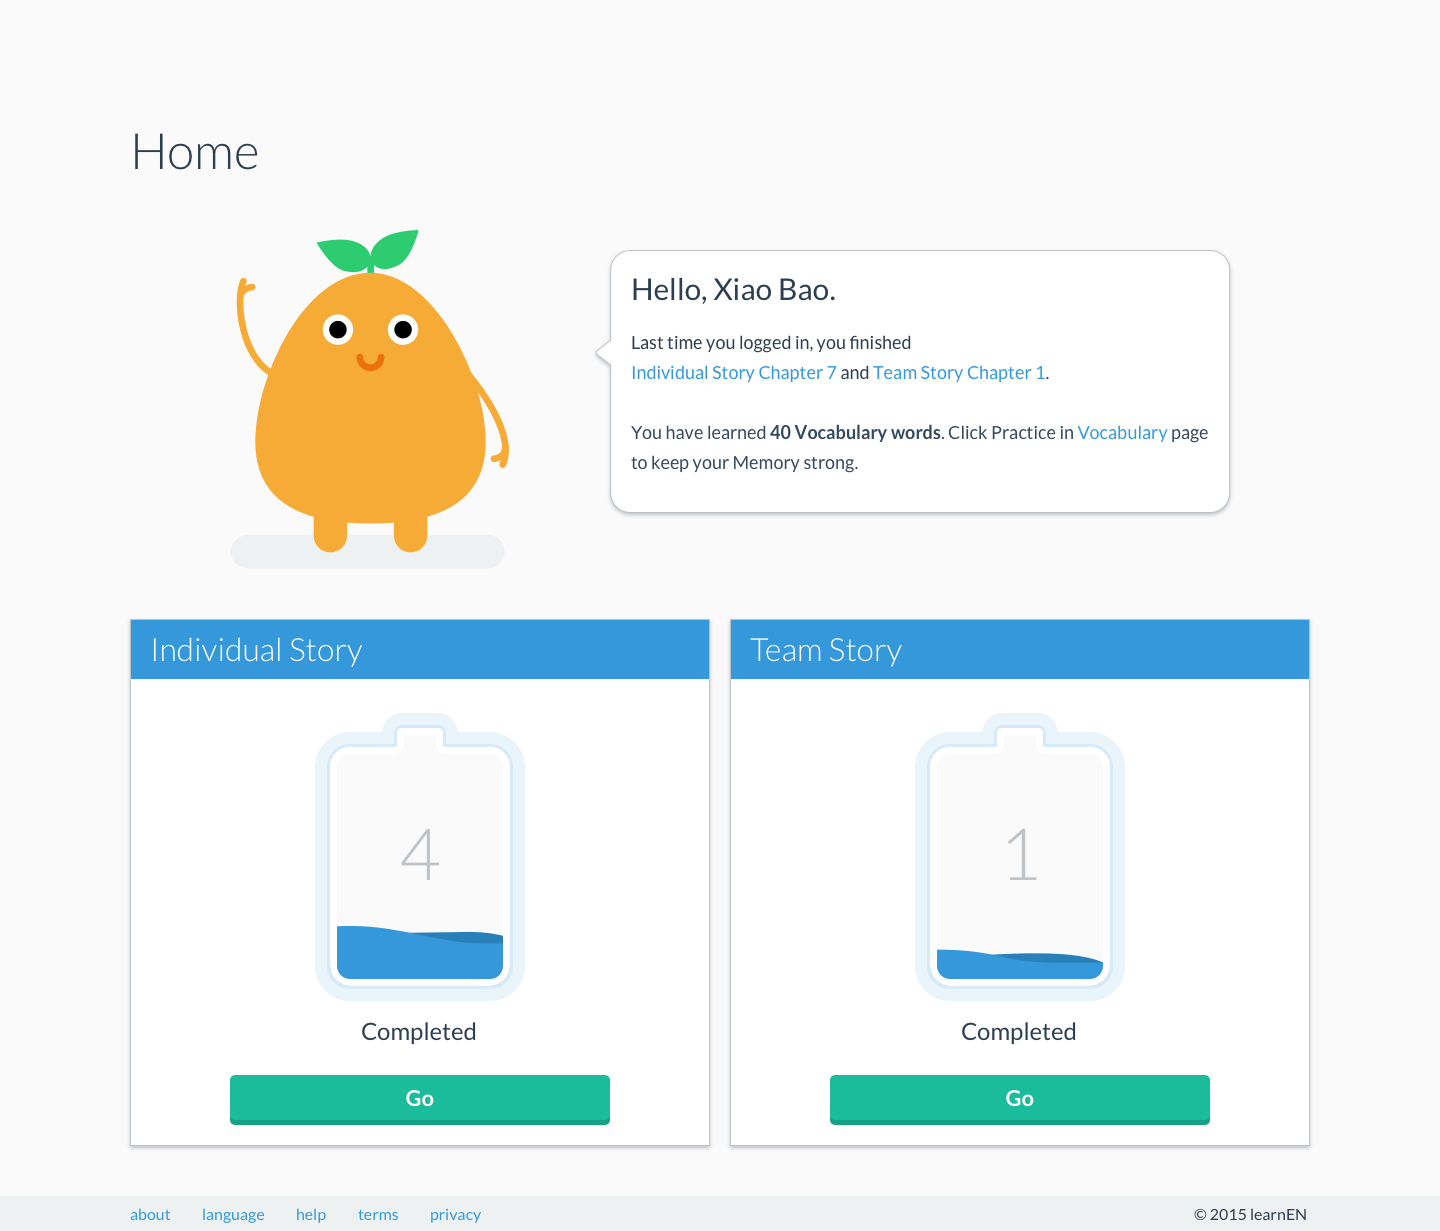 Home
Hello, Xiao Bao.
Last time you logged in, you finished
Individual Story Chapter 7 and Team Story Chapter 1.
You have learned 40 Vocabulary words. Click Practice in Vocabulary page
to keep your Memory strong.
Individual Story
4
Completed
Go
Team Story
1
Completed
Go
about language help terms privacy
© 2015 learnEN